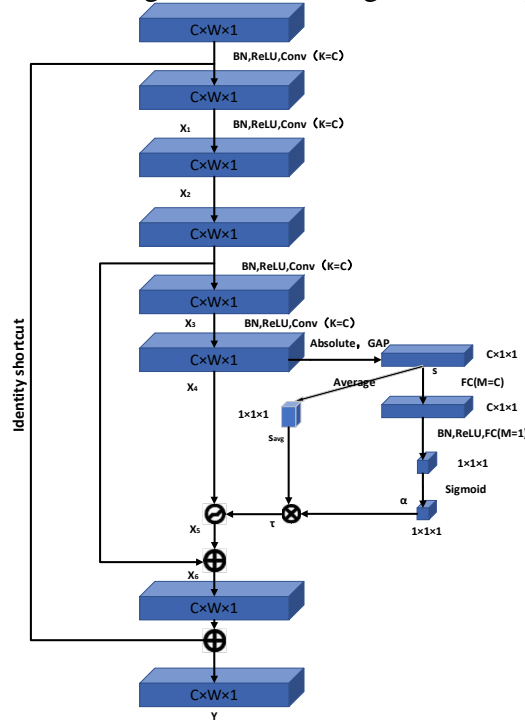 C×W×1
BN,ReLU,Conv（K=C）
C×W×1
X1
BN,ReLU,Conv（K=C）
C×W×1
X2
C×W×1
BN,ReLU,Conv（K=C）
C×W×1
X3
BN,ReLU,Conv（K=C）
C×W×1
Absolute，GAP
C×1×1
s
X4
Average
FC(M=C)
1×1×1
C×1×1
BN,ReLU,FC(M=1)
savg
1×1×1
Sigmoid
α
τ
1×1×1
X5
X6
C×W×1
C×W×1
Y
Identity shortcut